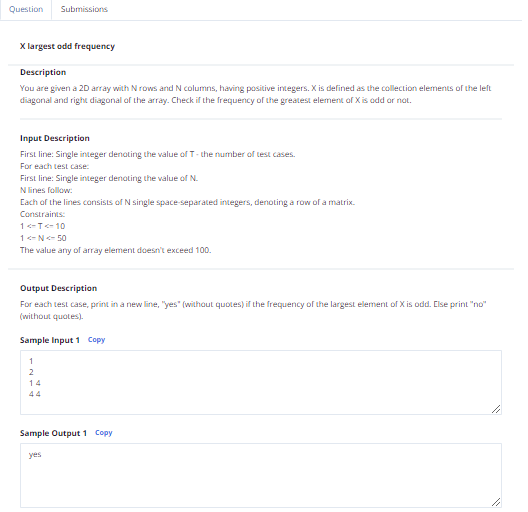 Question Submissions
X largest odd frequency
Description
You are given a 2D array with N rows and N columns, having positive integers. X is defined as the collection elements of the left
diagonal and right diagonal of the array. Check if the frequency of the greatest element of X is odd or not.
Input Description
First line: Single integer denoting the value of T - the number of test cases.
For each test case:
First line: Single integer denoting the value of N.
N lines follow:
Each of the lines consists of N single space-separated integers, denoting a row of a matrix.
Constraints:
1 <= T <= 10
1 <= N <= 50
The value any of array element doesn't exceed 100.
Output Description
For each test case, print in a new line, "yes" (without quotes) if the frequency of the largest element of X is odd. Else print "no"
(without quotes).
Sample Input 1 Copy
1
2
1 4
4 4
Sample Output 1 Copy
yes